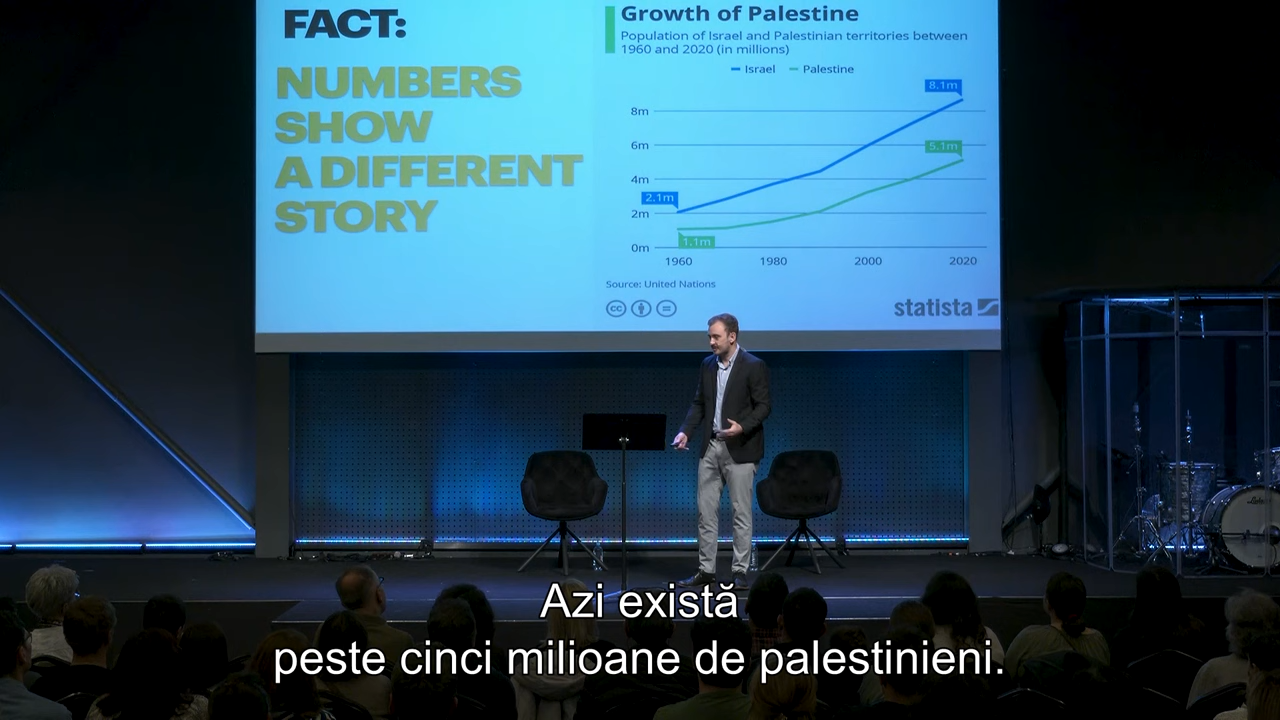 FACT:
NUMBERS
SHOW
A DIFFERENT
STORY
Growth of Palestine
Population of Israel and Palestinian territories between
1960 and 2020 (in millions)
Israel
Palestine
8.1m
8m
6m
5.1m
4m
2.1m
2m
1.1m
0m
1960
1980
2000
2020
Source: United Nations
cc
statista
Azi există
peste cinci milioane de palestinieni.